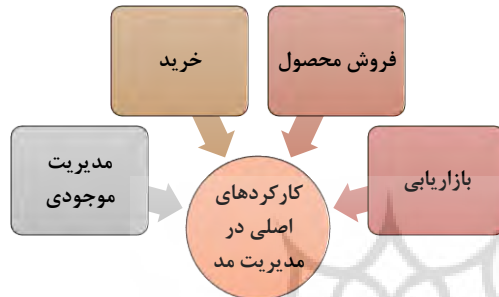 فروش محصول
خرید
بازاریابی
مدیریت
موجودی
کارکردهای
اصلی در
مدیریت مد